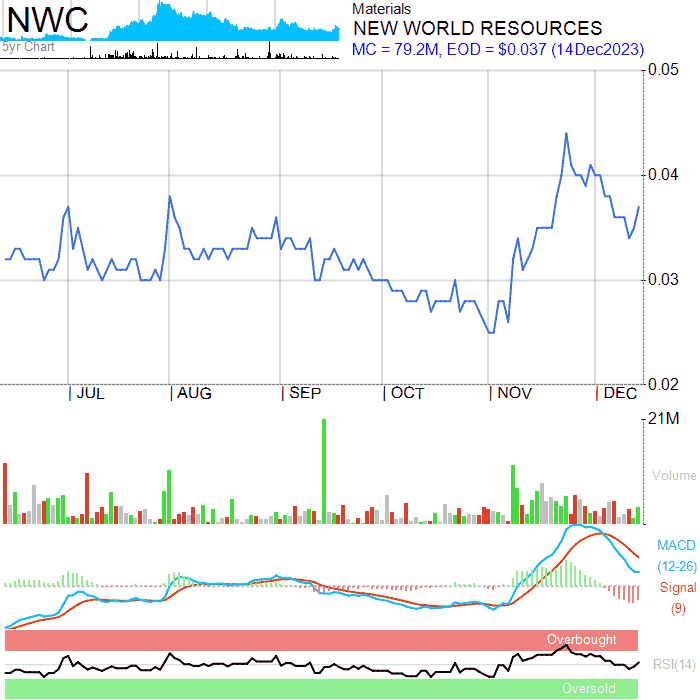 NWC
5yr Chart
Materials
NEW WORLD RESOURCES
MC = 79.2M, EOD = $0.037 (14Dec2023)
0.05
0.04
0.03
0.02
JUL AUG SEP OCT NOV DEC
21M
Volume
MACD
(12-26)
Signal
(9)
Overbought
RSI(14)
Oversold